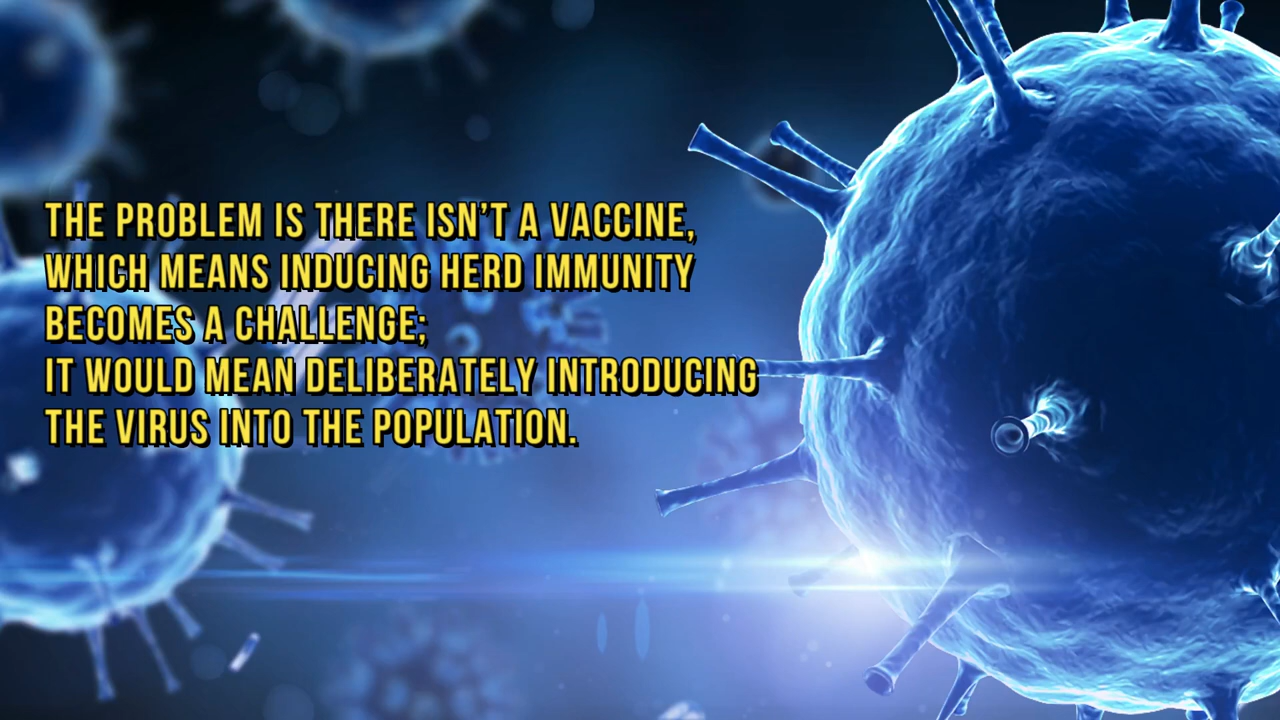 THE PROBLEM IS THERE ISN’T A VACCINE,
WHICH MEANS INDUCING HERD IMMUNITY
BECOMES A CHALLENGE;
IT WOULD MEAN DELIBERATELY INTRODUCING
THE VIRUS INTO THE POPULATION.